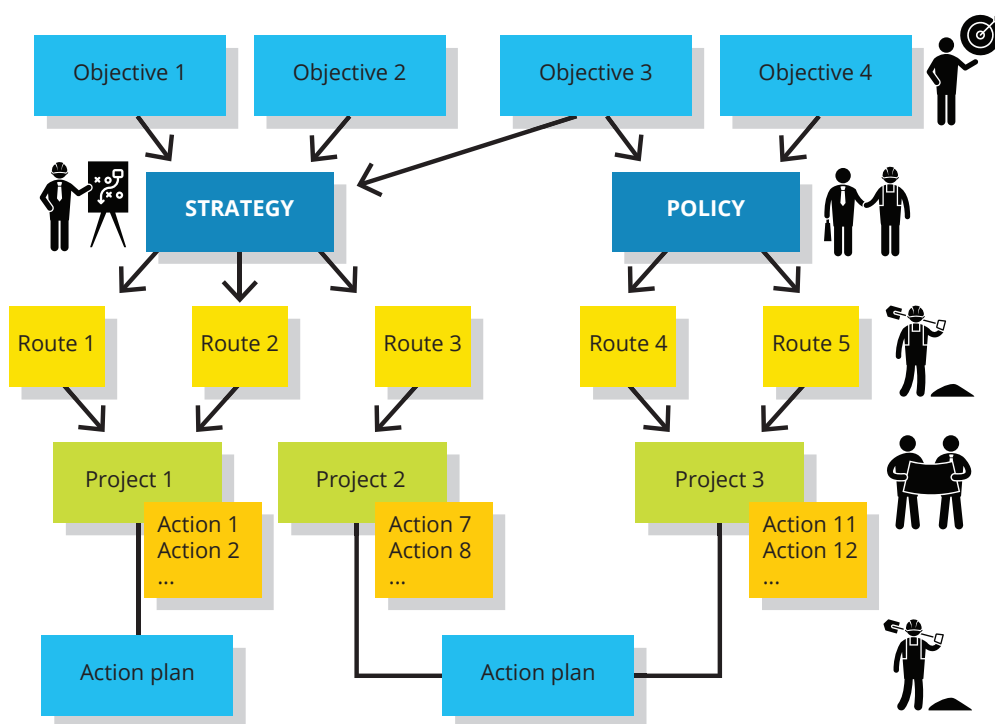 Objective 1
Objective 2
Objective 3
Objective 4
STRATEGY
POLICY
Route 1
Route 2
Route 3
Route 4
Route 5
Project 1
Project 2
Project 3
Action 1
Action 2
...
Action 7
Action 8
...
Action 11
Action 12
...
Action plan
Action plan